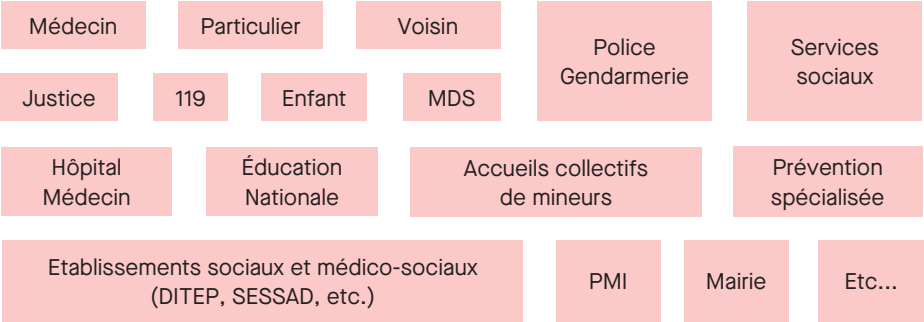 Médecin
Particulier
Voisin
Police
Gendarmerie
Services
sociaux
Justice
119
Enfant
MDS
Hôpital
Médecin
Éducation
Nationale
Accueils collectifs
de mineurs
Prévention
spécialisée
Etablissements sociaux et médico-sociaux
(DITEP, SESSAD, etc.)
PMI
Mairie
Etc...